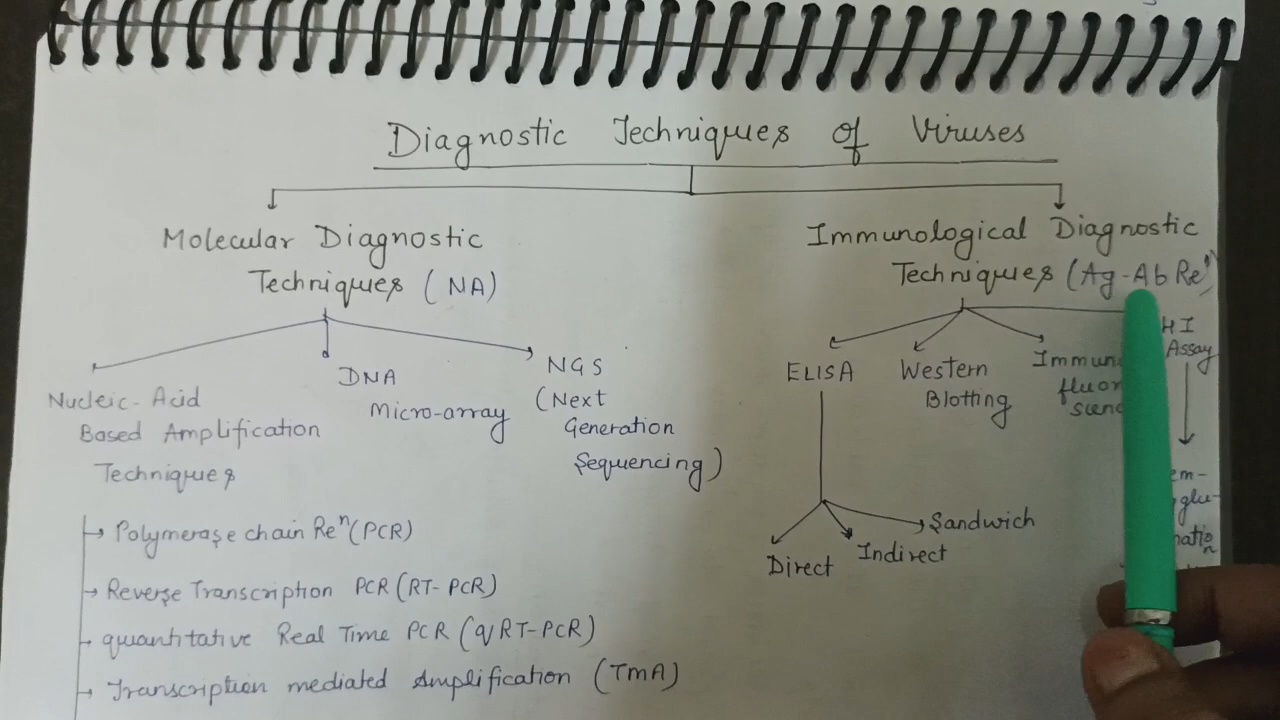 Diagnostic Techniques of Viruses
Molecular Diagnostic
Techniques (NA)
Nucleic-Acid
Based Amplification
Techniques
DNA
Micro-array
NGS
(Next
Generation
Sequencing)
→ Polymerase chain Reⁿ (PCR)
→ Reverse Transcription PCR (RT-PCR)
→ quantitative Real Time PCR (qRT-PCR)
→ Transcription mediated Amplification (TMA)
Immunological Diagnostic
Techniques (Ag-Ab Reⁿ)
ELISA
Western
Blotting
HI
Assay
Direct
Indirect
Sandwich